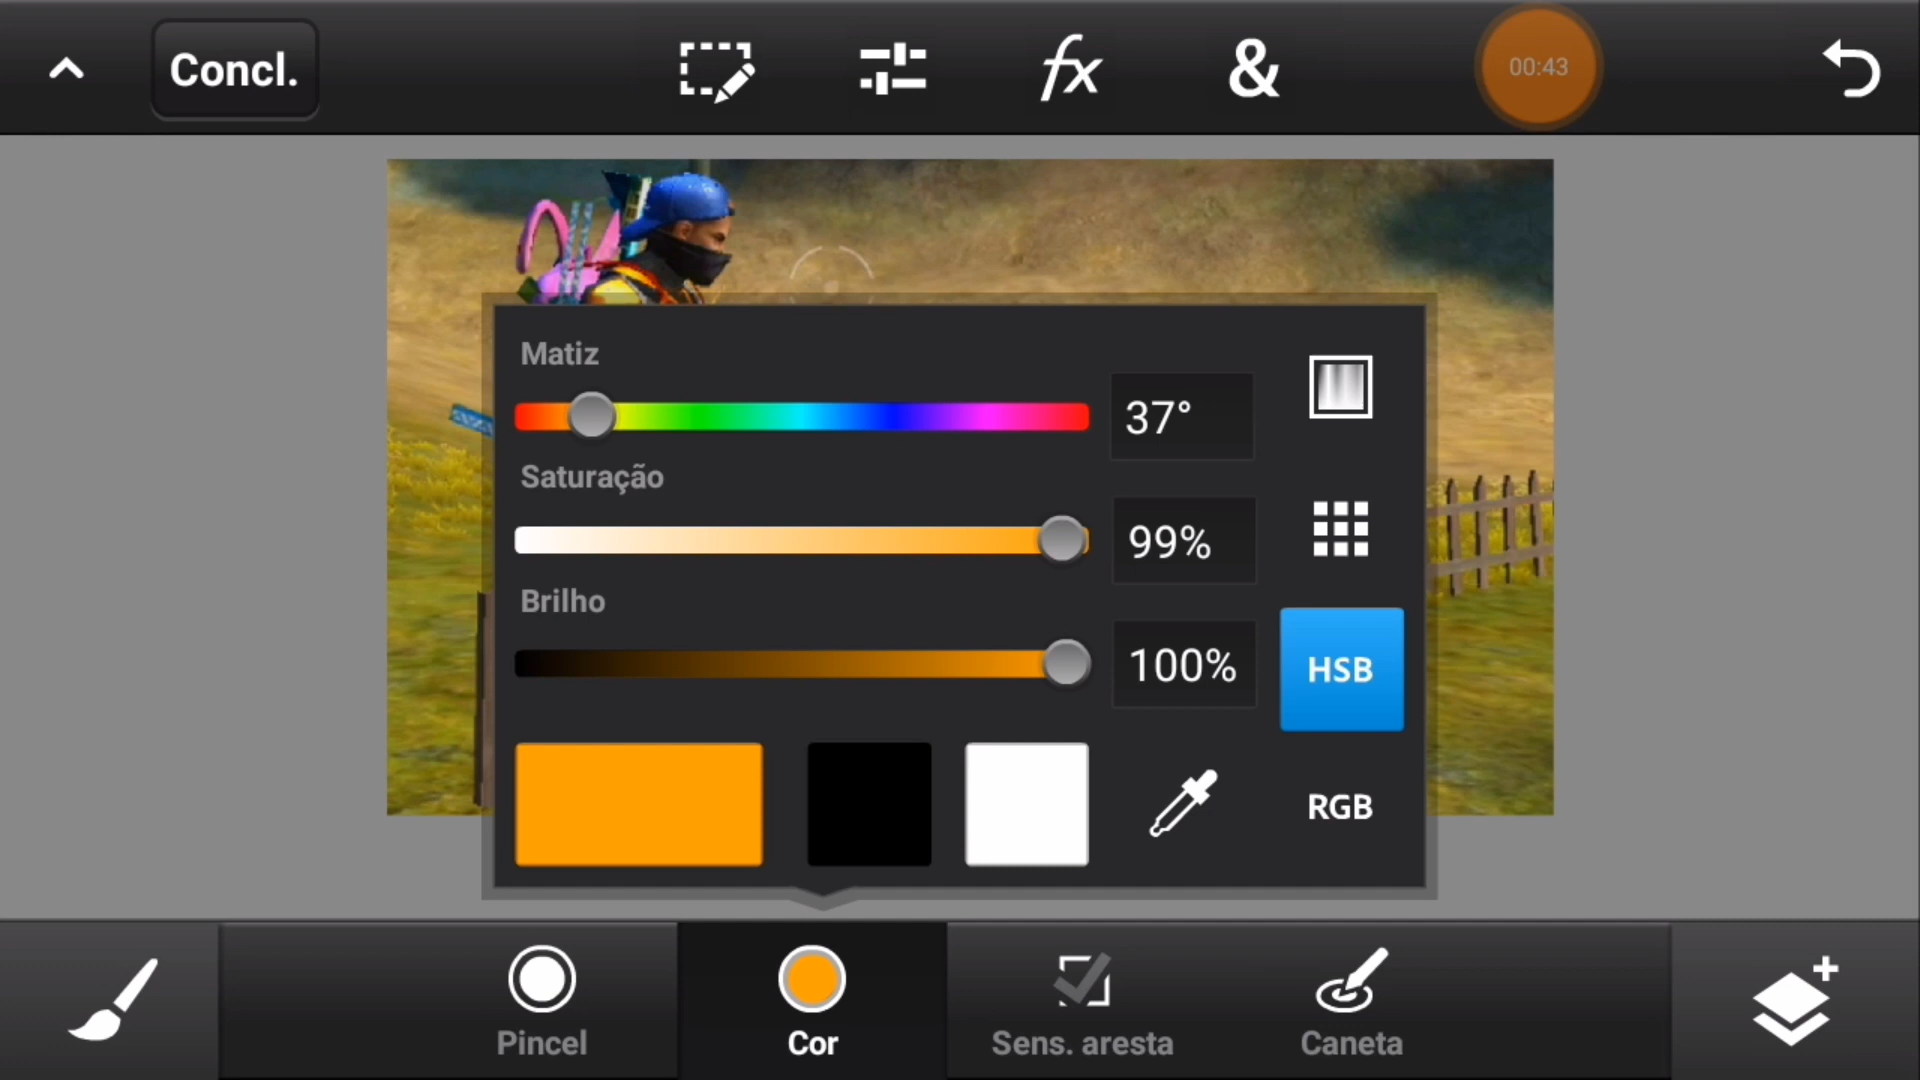 Concl.
fx
&
00:43
Matiz
37°
Saturação
99%
Brilho
100%
HSB
RGB
Pincel
Cor
Sens. aresta
Caneta